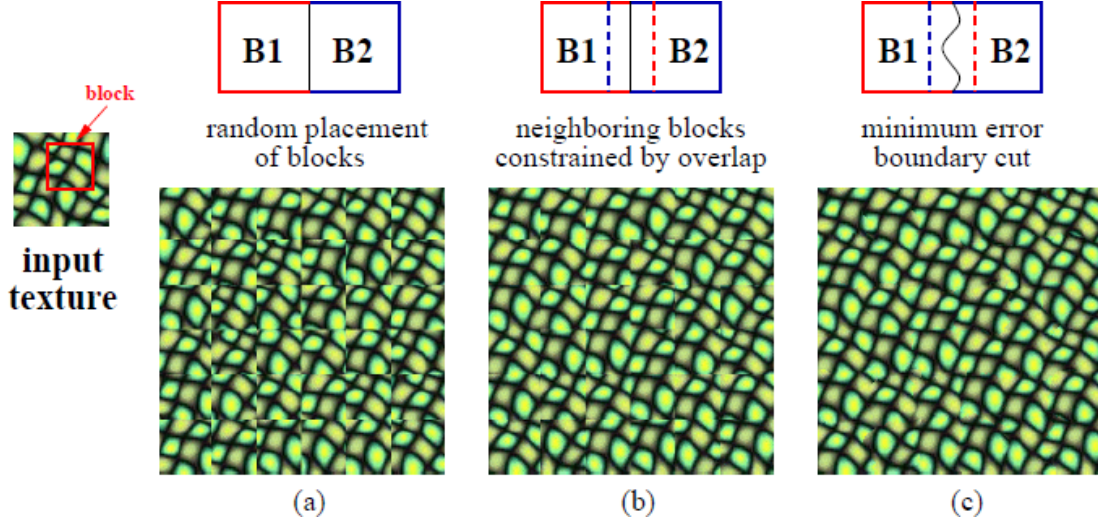 block
input
texture
B1 B2
random placement
of blocks
(a)
B1 B2
neighboring blocks
constrained by overlap
(b)
B1 B2
minimum error
boundary cut
(c)